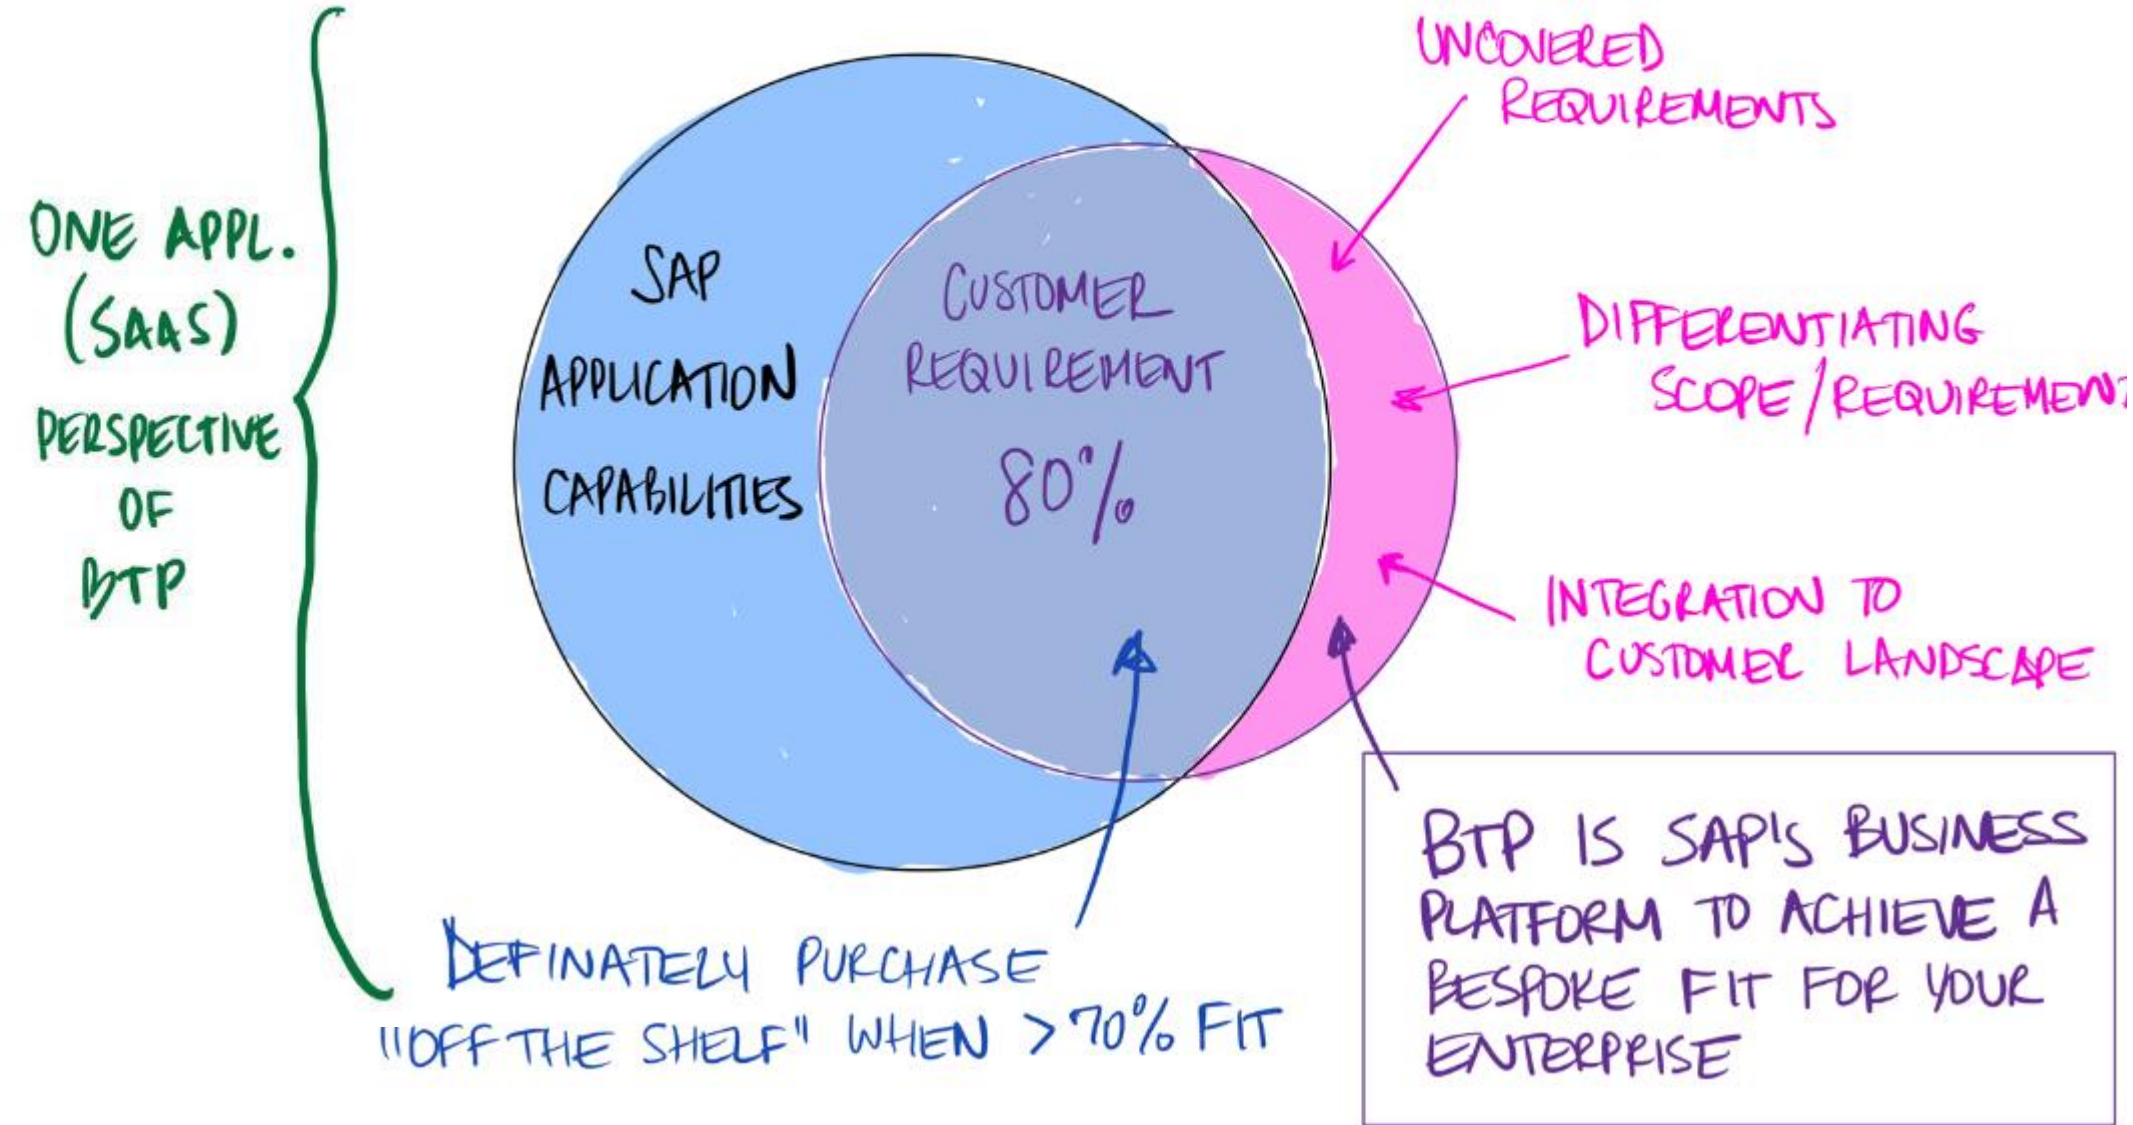 ONE APPL.
(SAAS)
PERSPECTIVE
OF
BTP
SAP
APPLICATION
CAPABILITIES
CUSTOMER
REQUIREMENT
80%
UNCOVERED
REQUIREMENTS
DIFFERENTIATING
SCOPE/REQUIREMENT
INTEGRATION TO
CUSTOMER LANDSCAPE
DEFINATELY PURCHASE
"OFF THE SHELF" WHEN > 70% FIT
BTP IS SAP'S BUSINESS
PLATFORM TO ACHIEVE A
BESPOKE FIT FOR YOUR
ENTERPRISE